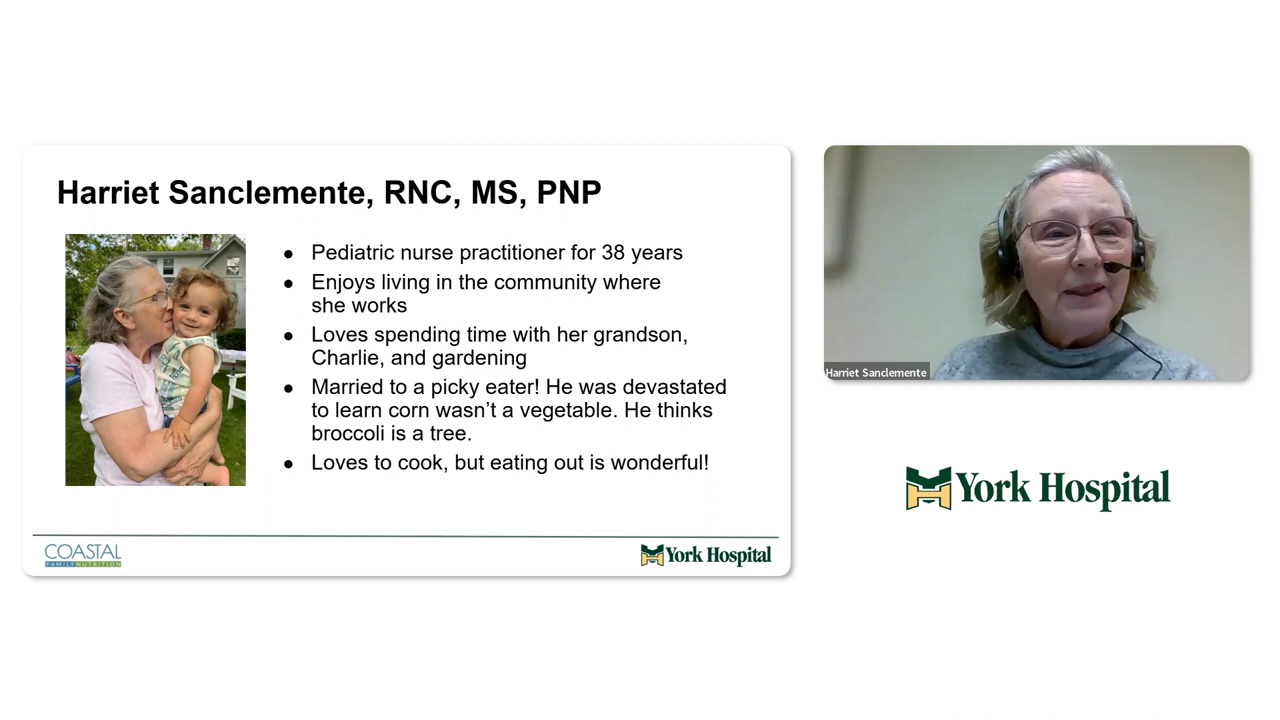 Harriet Sanclemente, RNC, MS, PNP
● Pediatric nurse practitioner for 38 years
● Enjoys living in the community where
she works
● Loves spending time with her grandson,
Charlie, and gardening
● Married to a picky eater! He was devastated
to learn corn wasn’t a vegetable. He thinks
broccoli is a tree.
● Loves to cook, but eating out is wonderful!
COASTAL
FAMILY NUTRITION
York Hospital
Harriet Sanclemente
York Hospital